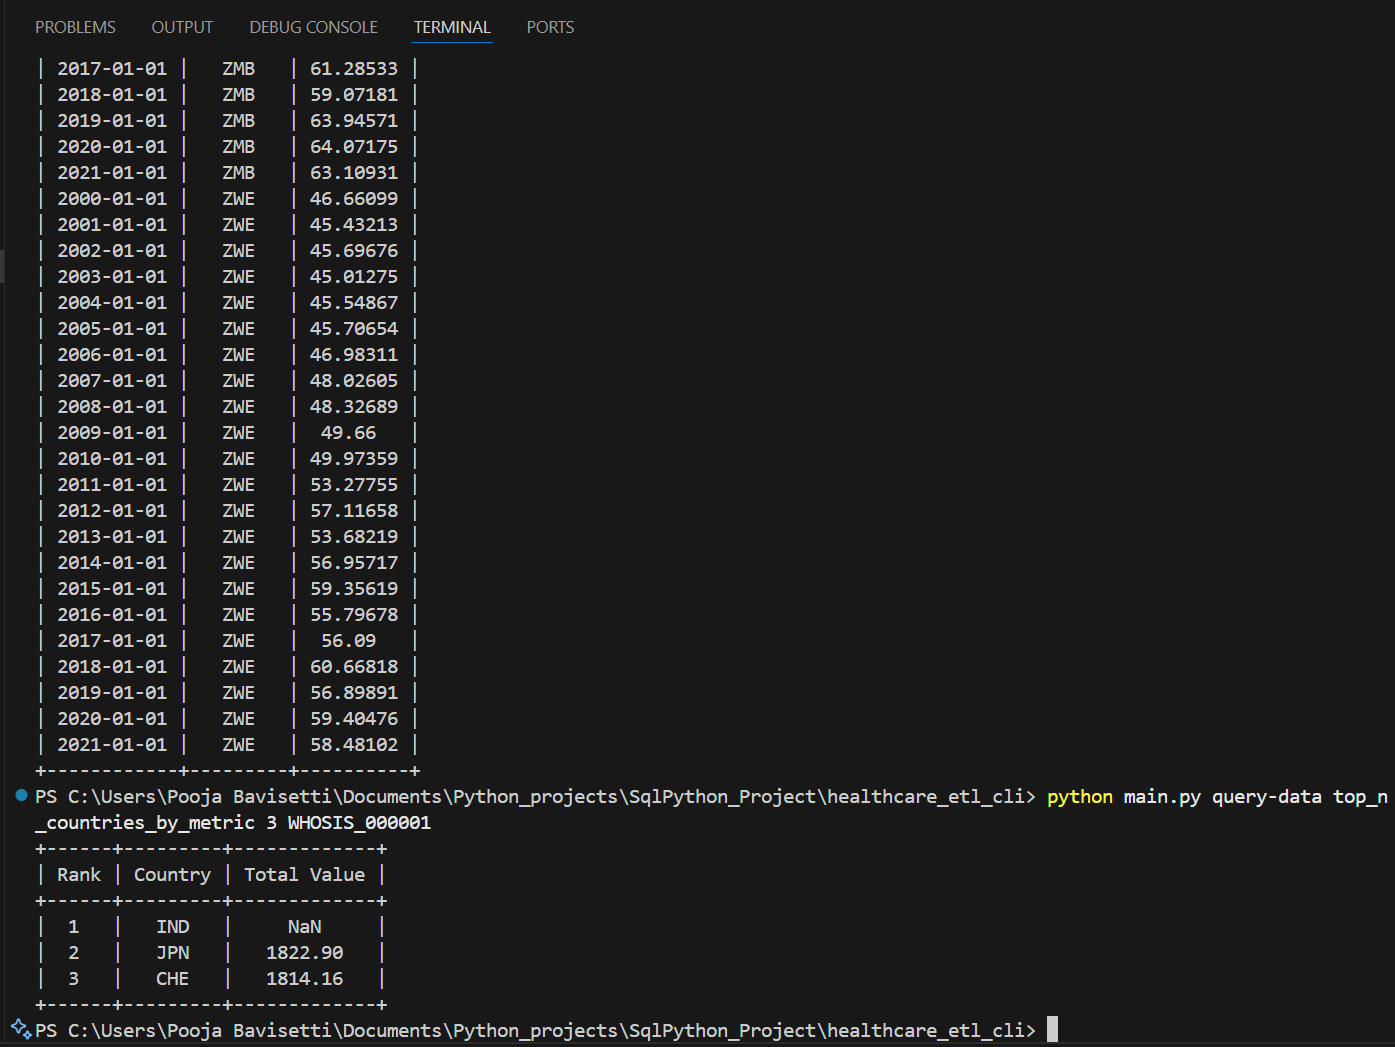 PROBLEMS OUTPUT DEBUG CONSOLE TERMINAL PORTS
| 2017-01-01 |   ZMB   | 61.28533 |
| 2018-01-01 |   ZMB   | 59.07181 |
| 2019-01-01 |   ZMB   | 63.94571 |
| 2020-01-01 |   ZMB   | 64.07175 |
| 2021-01-01 |   ZMB   | 63.10931 |
| 2000-01-01 |   ZWE   | 46.66099 |
| 2001-01-01 |   ZWE   | 45.43213 |
| 2002-01-01 |   ZWE   | 45.69676 |
| 2003-01-01 |   ZWE   | 45.01275 |
| 2004-01-01 |   ZWE   | 45.54867 |
| 2005-01-01 |   ZWE   | 45.70654 |
| 2006-01-01 |   ZWE   | 46.98311 |
| 2007-01-01 |   ZWE   | 48.02605 |
| 2008-01-01 |   ZWE   | 48.32689 |
| 2009-01-01 |   ZWE   |  49.66   |
| 2010-01-01 |   ZWE   | 49.97359 |
| 2011-01-01 |   ZWE   | 53.27755 |
| 2012-01-01 |   ZWE   | 57.11658 |
| 2013-01-01 |   ZWE   | 53.68219 |
| 2014-01-01 |   ZWE   | 56.95717 |
| 2015-01-01 |   ZWE   | 59.35619 |
| 2016-01-01 |   ZWE   | 55.79678 |
| 2017-01-01 |   ZWE   |  56.09   |
| 2018-01-01 |   ZWE   | 60.66818 |
| 2019-01-01 |   ZWE   | 56.89891 |
| 2020-01-01 |   ZWE   | 59.40476 |
| 2021-01-01 |   ZWE   | 58.48102 |
+------------+---------+----------+
PS C:\Users\Pooja Bavisetti\Documents\Python_projects\SqlPython_Project\healthcare_etl_cli> python main.py query-data top_n
_countries_by_metric 3 WHOSIS_000001
+------+---------+-------------+
| Rank | Country | Total Value |
+------+---------+-------------+
|  1   |   IND   |     NaN     |
|  2   |   JPN   |   1822.90   |
|  3   |   CHE   |   1814.16   |
+------+---------+-------------+
PS C:\Users\Pooja Bavisetti\Documents\Python_projects\SqlPython_Project\healthcare_etl_cli>